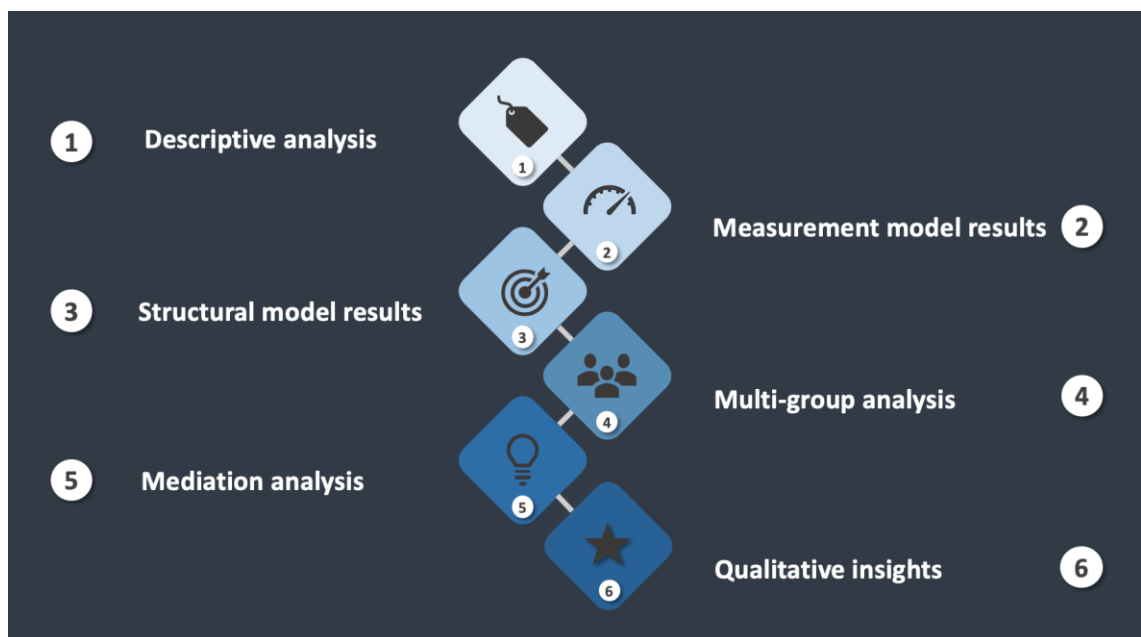 1 Descriptive analysis
1
2
Measurement model results 2
3 Structural model results
3
4
Multi-group analysis 4
5 Mediation analysis
5
6
Qualitative insights 6